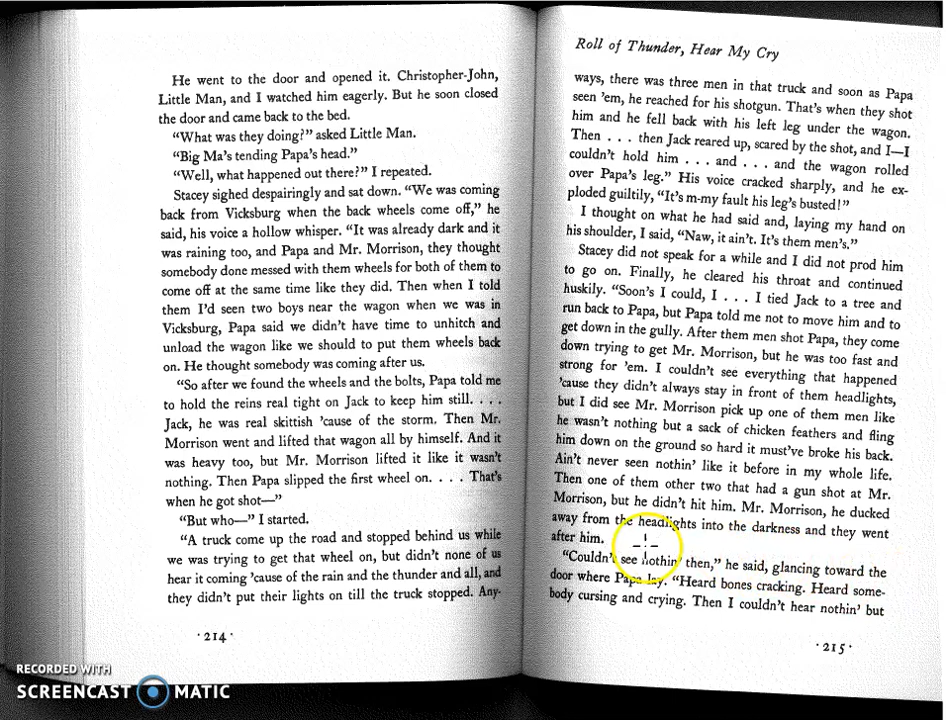 He went to the door and opened it. Christopher-John,
Little Man, and I watched him eagerly. But he soon closed
the door and came back to the bed.
“What was they doing?” asked Little Man.
“Big Ma’s tending Papa’s head.”
“Well, what happened out there?” I repeated.
Stacey sighed despairingly and sat down. “We was coming
back from Vicksburg when the back wheels come off,” he
said, his voice a hollow whisper. “It was already dark and it
was raining too, and Papa and Mr. Morrison, they thought
somebody done messed with them wheels for both of them to
come off at the same time like they did. Then when I told
them I’d seen two boys near the wagon when we was in
Vicksburg, Papa said we didn’t have time to unhitch and
unload the wagon like we should to put them wheels back
on. He thought somebody was coming after us.
“So after we found the wheels and the bolts, Papa told me
to hold the reins real tight on Jack to keep him still. . . .
Jack, he was real skittish ’cause of the storm. Then Mr.
Morrison went and lifted that wagon all by himself. And it
was heavy too, but Mr. Morrison lifted it like it wasn’t
nothing. Then Papa slipped the first wheel on. . . . That’s
when he got shot—”
“But who—” I started.
“A truck come up the road and stopped behind us while
we was trying to get that wheel on, but didn’t none of us
hear it coming ’cause of the rain and the thunder and all, and
they didn’t put their lights on till the truck stopped. Any-
·214·
Roll of Thunder, Hear My Cry
ways, there was three men in that truck and soon as Papa
seen ’em, he reached for his shotgun. That’s when they shot
him and he fell back with his left leg under the wagon.
Then . . . then Jack reared up, scared by the shot, and I—I
couldn’t hold him . . . and . . . and the wagon rolled
over Papa’s leg.” His voice cracked sharply, and he ex-
ploded guiltily, “It’s m-my fault his leg’s busted!”
I thought on what he had said and, laying my hand on
his shoulder, I said, “Naw, it ain’t. It’s them men’s.”
Stacey did not speak for a while and I did not prod him
to go on. Finally, he cleared his throat and continued
huskily. “Soon’s I could, I . . . I tied Jack to a tree and
run back to Papa, but Papa told me not to move him and to
get down in the gully. After them men shot Papa, they come
down trying to get Mr. Morrison, but he was too fast and
strong for ’em. I couldn’t see everything that happened
’cause they didn’t always stay in front of them headlights,
but I did see Mr. Morrison pick up one of them men like
he wasn’t nothing but a sack of chicken feathers and fling
him down on the ground so hard it must’ve broke his back.
Ain’t never seen nothin’ like it before in my whole life.
Then one of them other two that had a gun shot at Mr.
Morrison, but he didn’t hit him. Mr. Morrison, he ducked
away from the headlights into the darkness and they went
after him.
“Couldn’t see nothin’ then,” he said, glancing toward the
door where Papa lay. “Heard bones cracking. Heard some-
body cursing and crying. Then I couldn’t hear nothin’ but
·215·
RECORDED WITH
SCREENCAST MATIC